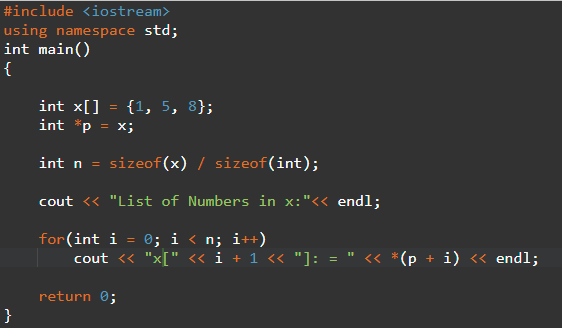 #include <iostream>
using namespace std;
int main()
{
int x[] = {1, 5, 8};
int *p = x;
int n = sizeof(x) / sizeof(int);
cout << "List of Numbers in x:"<< endl;
for(int i = 0; i < n; i++)
cout << "x[" << i + 1 << "]: = " << *(p + i) << endl;
return 0;
}